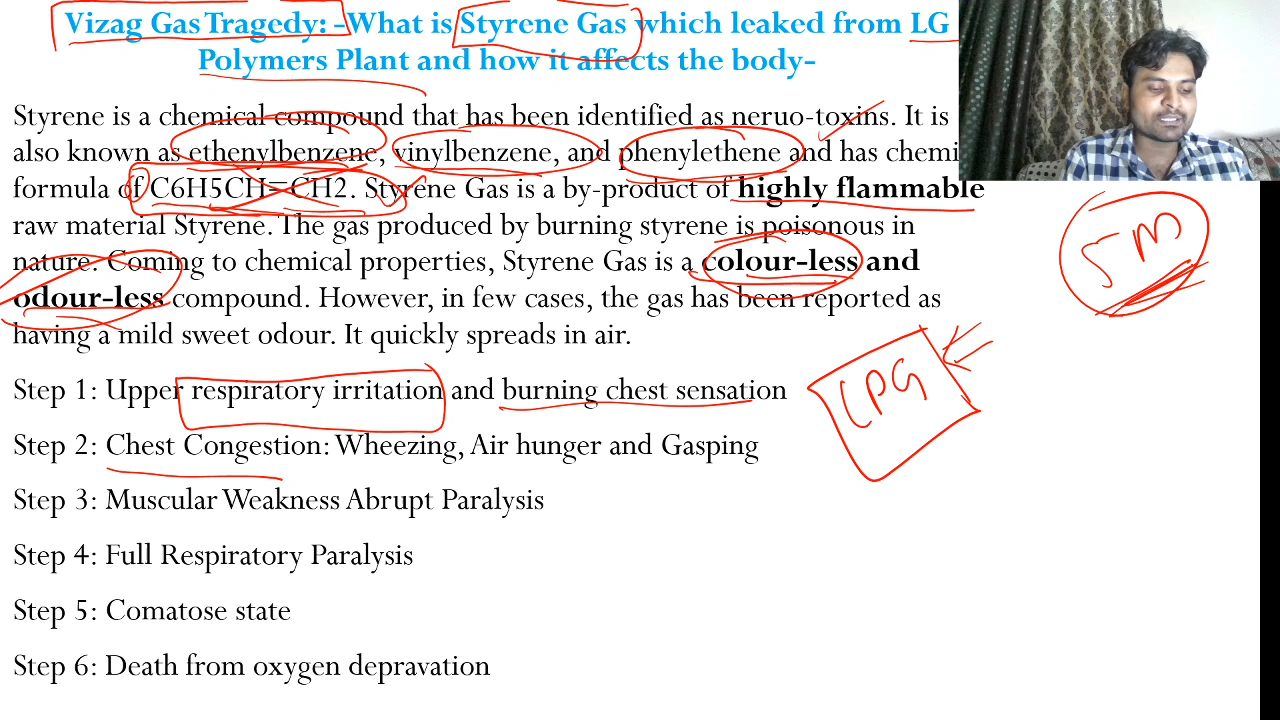 Vizag Gas Tragedy: -What is Styrene Gas which leaked from LG
Polymers Plant and how it affects the body-
Styrene is a chemical compound that has been identified as neruo-toxins. It is
also known as ethenylbenzene, vinylbenzene, and phenylethene and has chemi
formula of C6H5CH=CH2. Styrene Gas is a by-product of highly flammable
raw material Styrene. The gas produced by burning styrene is poisonous in
nature. Coming to chemical properties, Styrene Gas is a colour-less and
odour-less compound. However, in few cases, the gas has been reported as
having a mild sweet odour. It quickly spreads in air.
5M
Step 1: Upper respiratory irritation and burning chest sensation
LPG
Step 2: Chest Congestion: Wheezing, Air hunger and Gasping
Step 3: Muscular Weakness Abrupt Paralysis
Step 4: Full Respiratory Paralysis
Step 5: Comatose state
Step 6: Death from oxygen depravation